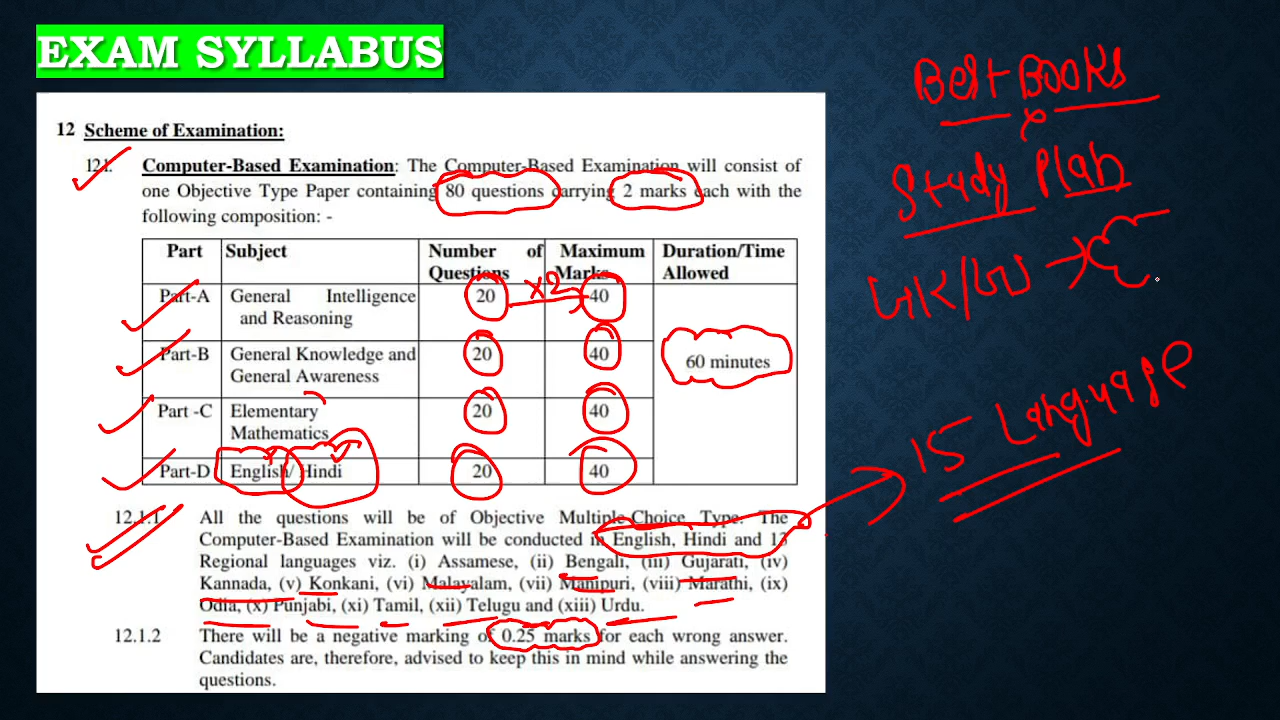 EXAM SYLLABUS
12 Scheme of Examination:
12.1. Computer-Based Examination: The Computer-Based Examination will consist of
one Objective Type Paper containing 80 questions carrying 2 marks each with the
following composition: -
Part Subject Number of Maximum Duration/Time
Questions Marks Allowed
Part-A General Intelligence 20 ×2 40
and Reasoning
Part-B General Knowledge and 20 40 60 minutes
General Awareness
Part -C Elementary 20 40
Mathematics
Part-D English/ Hindi 20 40
12.1.1 All the questions will be of Objective Multiple Choice Type. The
Computer-Based Examination will be conducted in English, Hindi and 13
Regional languages viz. (i) Assamese, (ii) Bengali, (iii) Gujarati, (iv)
Kannada, (v) Konkani, (vi) Malayalam, (vii) Manipuri, (viii) Marathi, (ix)
Odia, (x) Punjabi, (xi) Tamil, (xii) Telugu and (xiii) Urdu.
12.1.2 There will be a negative marking of 0.25 marks for each wrong answer.
Candidates are, therefore, advised to keep this in mind while answering the
questions.
Best Books
Study Plan
GK/GS
15 Language